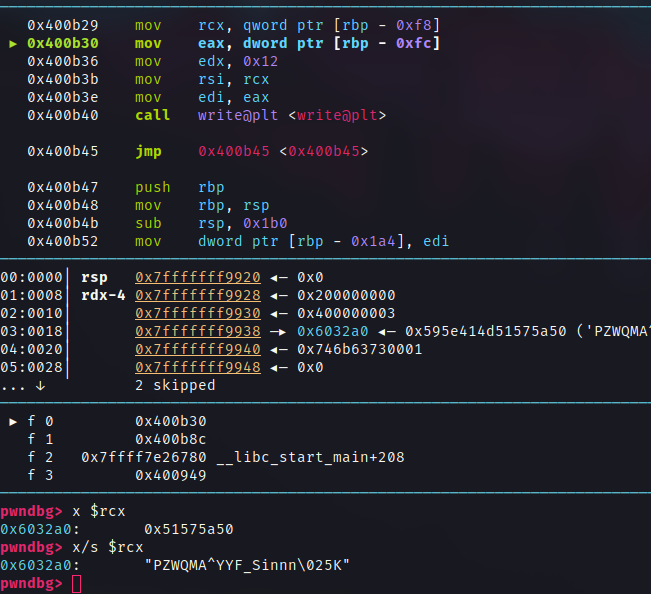 0x400b29 mov rcx, qword ptr [rbp - 0xf8]
► 0x400b30 mov eax, dword ptr [rbp - 0xfc]
0x400b36 mov edx, 0x12
0x400b3b mov rsi, rcx
0x400b3e mov edi, eax
0x400b40 call write@plt <write@plt>
0x400b45 jmp 0x400b45 <0x400b45>
0x400b47 push rbp
0x400b48 mov rbp, rsp
0x400b4b sub rsp, 0x1b0
0x400b52 mov dword ptr [rbp - 0x1a4], edi
00:0000│ rsp 0x7fffffff9920 ◂— 0x0
01:0008│ rdx-4 0x7fffffff9928 ◂— 0x200000000
02:0010│ 0x7fffffff9930 ◂— 0x400000003
03:0018│ 0x7fffffff9938 —▸ 0x6032a0 ◂— 0x595e414d51575a50 ('PZWQMA^
04:0020│ 0x7fffffff9940 ◂— 0x746b63730001
05:0028│ 0x7fffffff9948 ◂— 0x0
... ↓ 2 skipped
► f 0 0x400b30
f 1 0x400b8c
f 2 0x7ffff7e26780 __libc_start_main+208
f 3 0x400949
pwndbg> x $rcx
0x6032a0: 0x51575a50
pwndbg> x/s $rcx
0x6032a0: "PZWQMA^YYF_Sinnn\025K"
pwndbg>